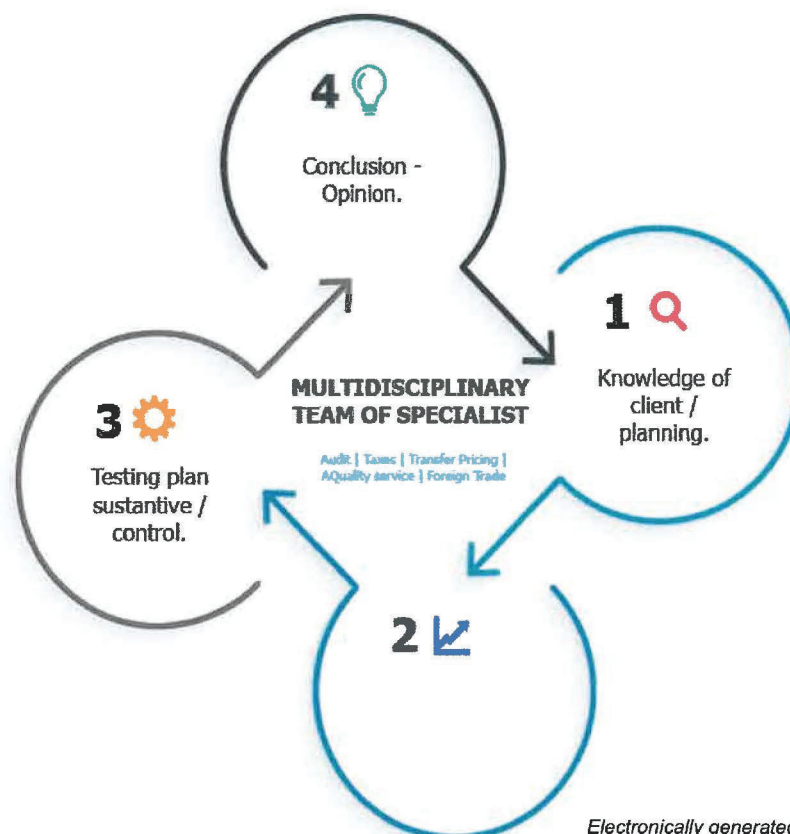 4
Conclusion -
Opinion.
1
Knowledge of
client /
planning.
MULTIDISCIPLINARY
TEAM OF SPECIALIST
Audit | Taxes | Transfer Pricing |
AQuality service | Foreign Trade
3
Testing plan
sustantive /
control.
2
Electronically generated